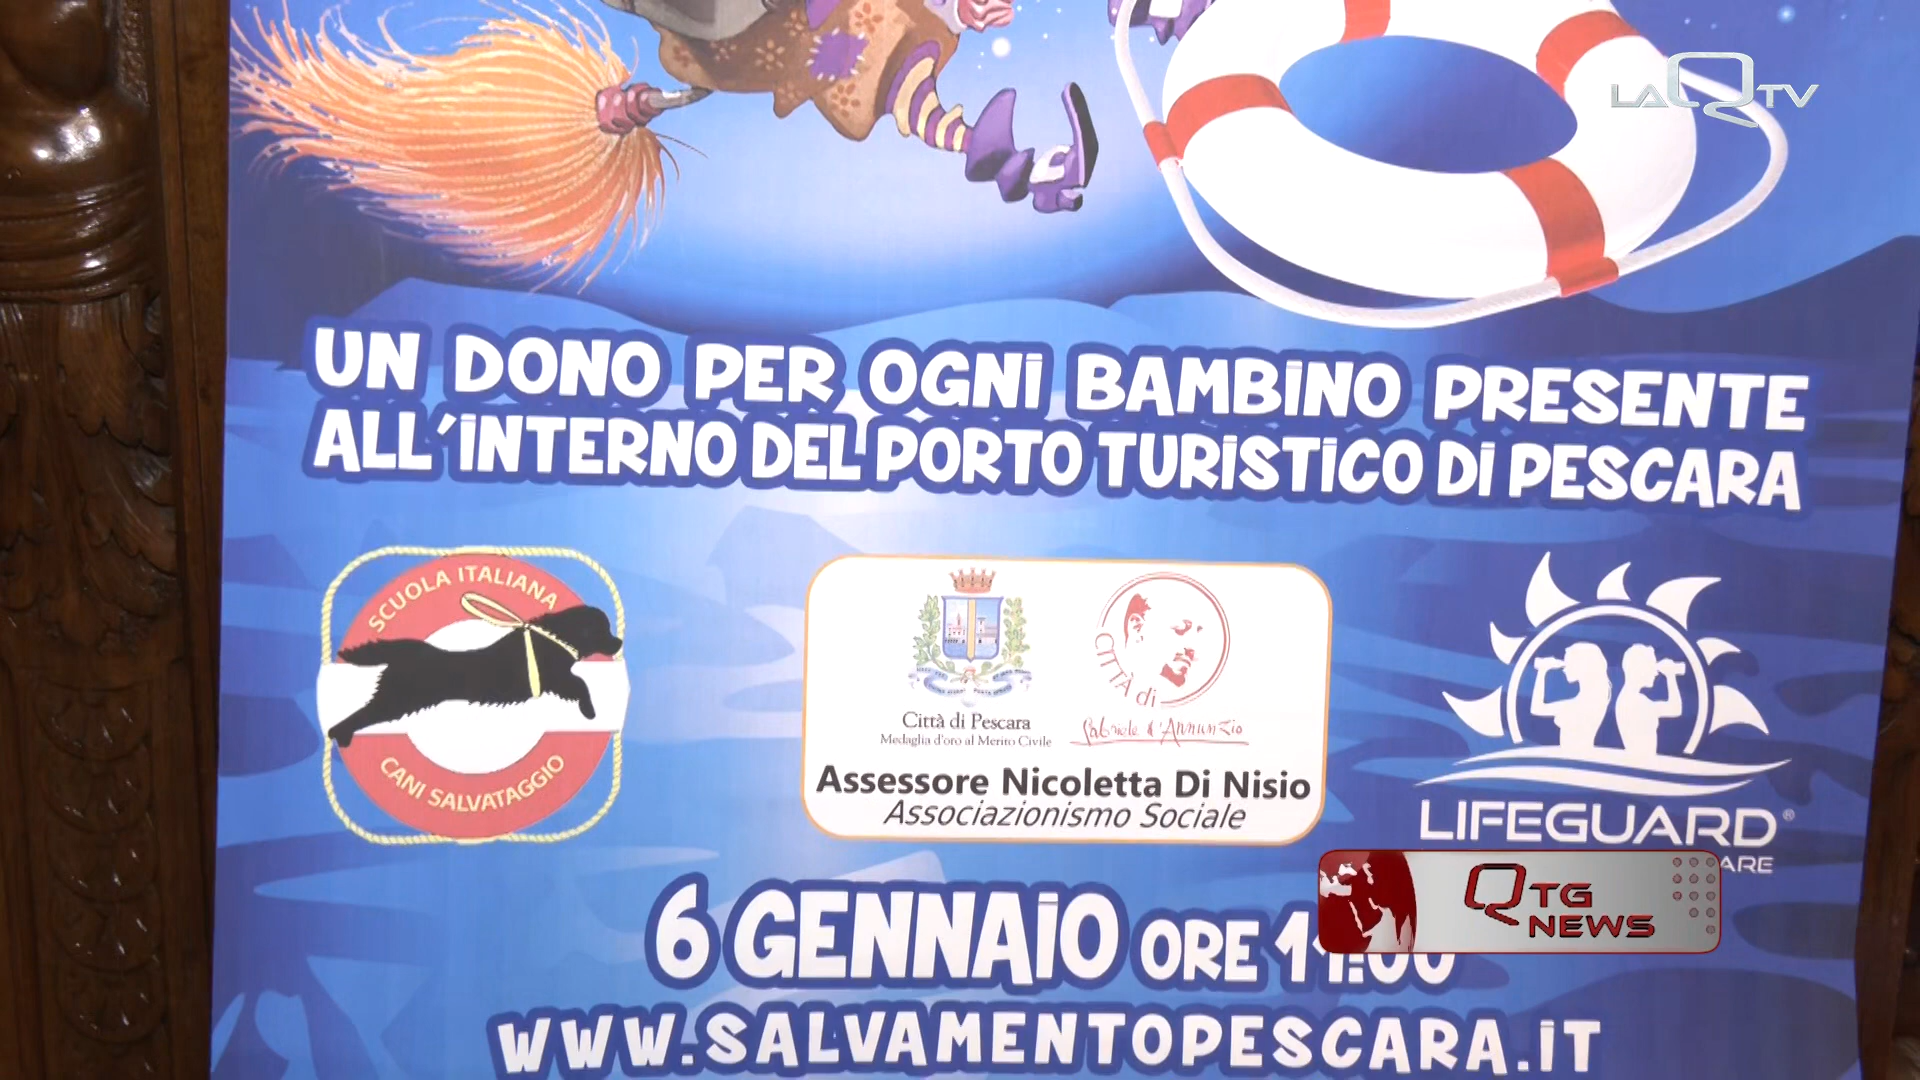 LAQTV
UN DONO PER OGNI BAMBINO PRESENTE
ALL'INTERNO DEL PORTO TURISTICO DI PESCARA
SCUOLA ITALIANA
CANI SALVATAGGIO
Città di Pescara
Medaglia d'oro al Merito Civile
CITTÀ di
Gabriele d'Annunzio
Assessore Nicoletta Di Nisio
Associazionismo Sociale
LIFEGUARD®
ARE
QTG
NEWS
6 GENNAIO ORE 11:00
WWW.SALVAMENTOPESCARA.IT